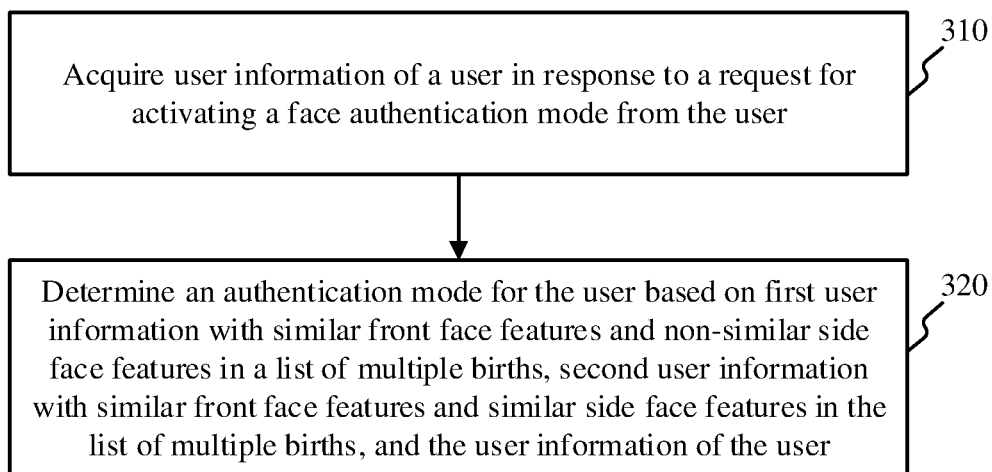 310
Acquire user information of a user in response to a request for
activating a face authentication mode from the user
320
Determine an authentication mode for the user based on first user
information with similar front face features and non-similar side
face features in a list of multiple births, second user information
with similar front face features and similar side face features in the
list of multiple births, and the user information of the user